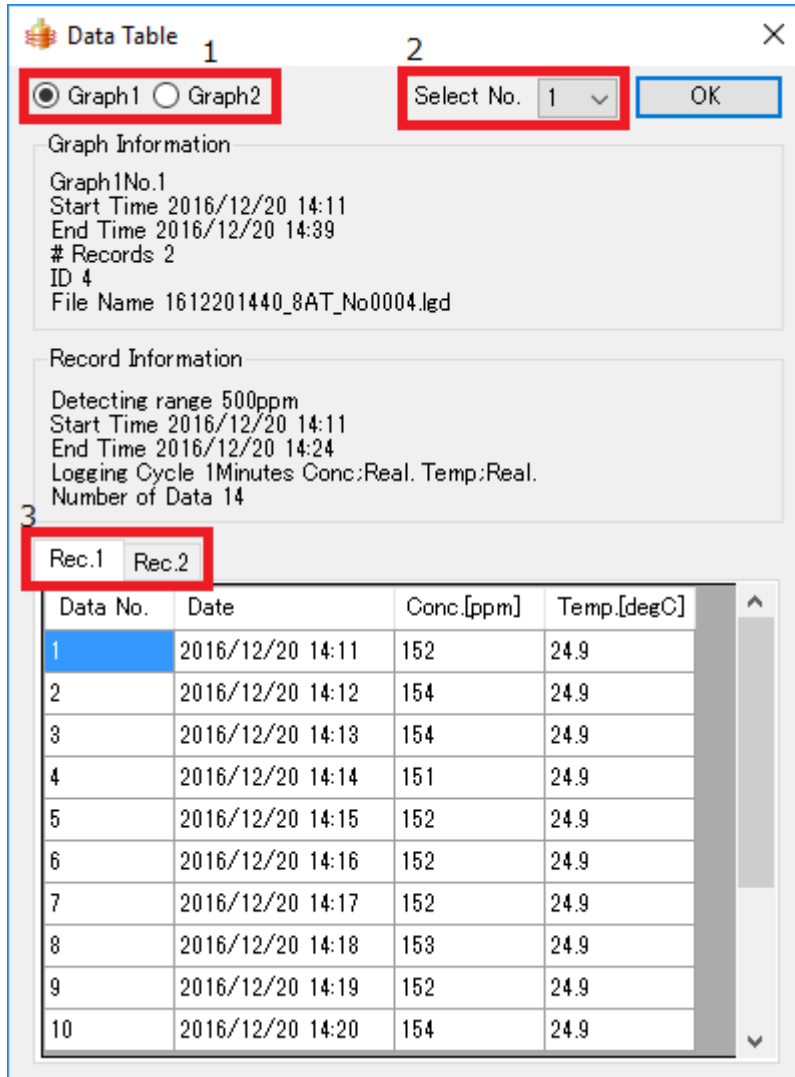 Data Table
1
2
Graph1 Graph2
Select No. 1
OK
Graph Information
Graph1No.1
Start Time 2016/12/20 14:11
End Time 2016/12/20 14:39
# Records 2
ID 4
File Name 1612201440_8AT_No0004.lgd
Record Information
Detecting range 500ppm
Start Time 2016/12/20 14:11
End Time 2016/12/20 14:24
Logging Cycle 1Minutes Conc;Real. Temp;Real.
Number of Data 14
3
Rec.1 Rec.2
Data No. Date Conc.[ppm] Temp.[degC]
1 2016/12/20 14:11 152 24.9
2 2016/12/20 14:12 154 24.9
3 2016/12/20 14:13 154 24.9
4 2016/12/20 14:14 151 24.9
5 2016/12/20 14:15 152 24.9
6 2016/12/20 14:16 152 24.9
7 2016/12/20 14:17 152 24.9
8 2016/12/20 14:18 153 24.9
9 2016/12/20 14:19 152 24.9
10 2016/12/20 14:20 154 24.9